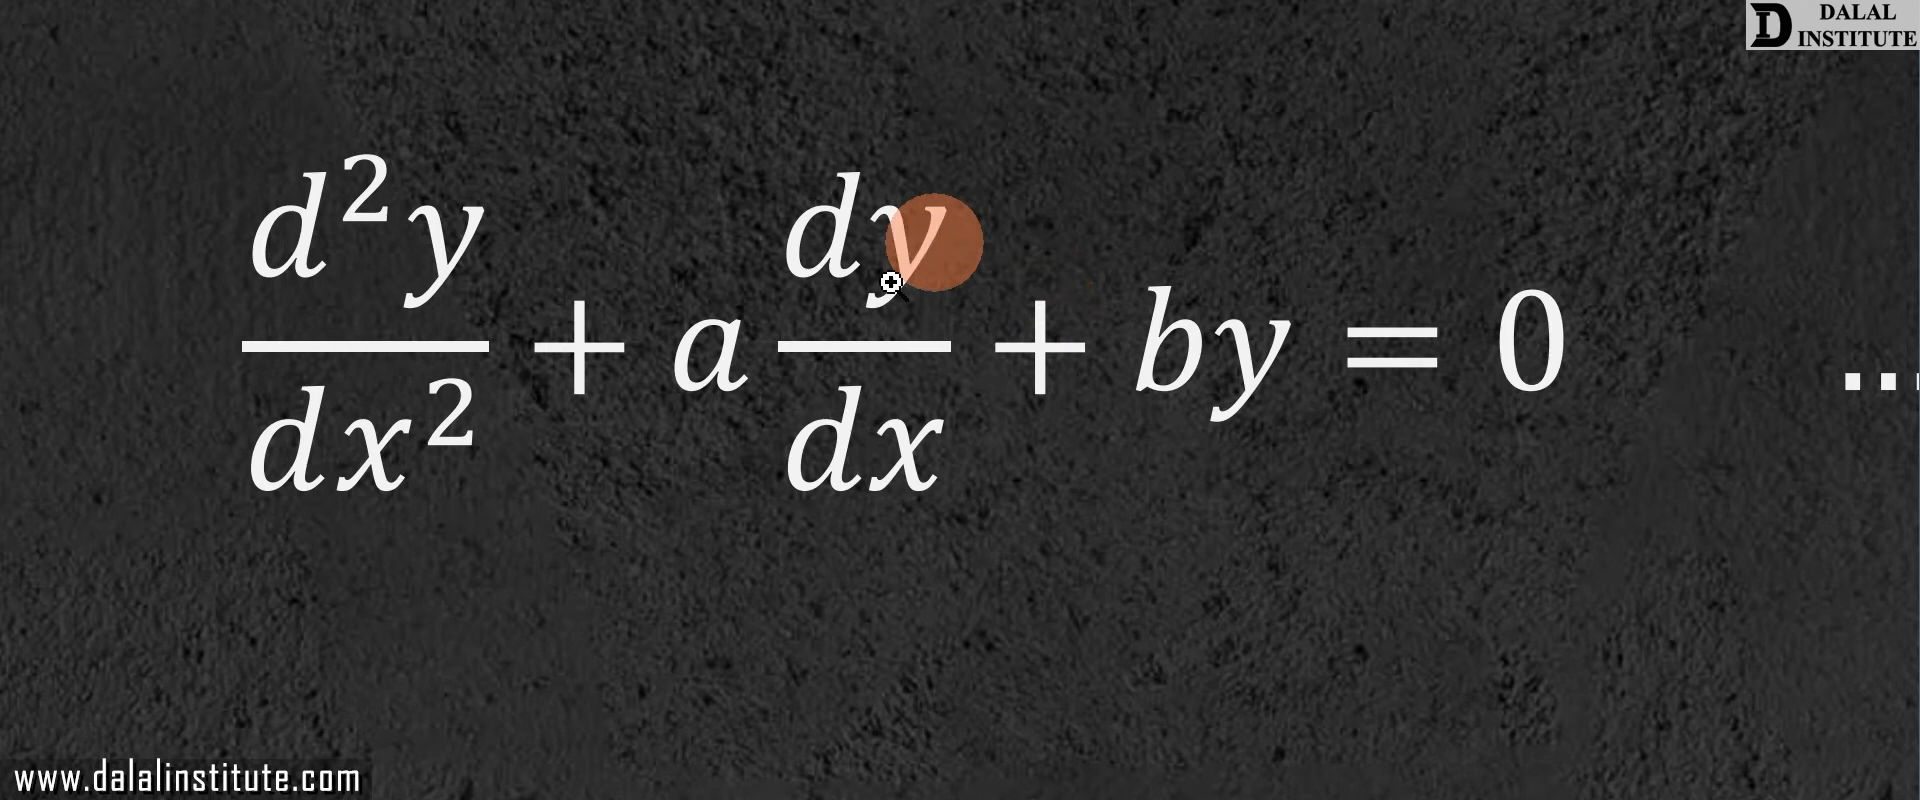 DALAL
INSTITUTE
d²y/dx² + a dy/dx + by = 0 ..
www.dalalinstitute.com